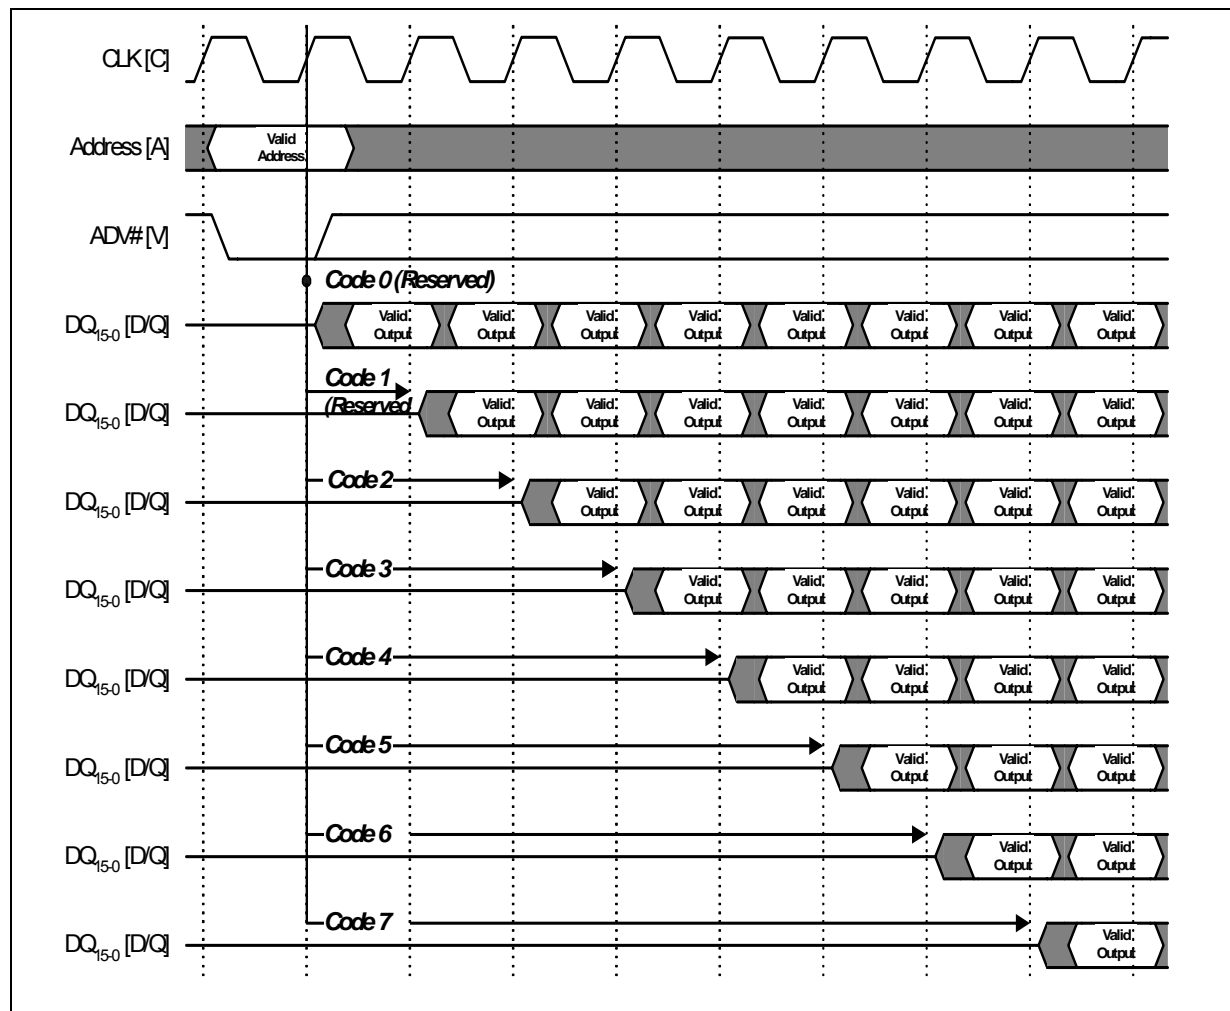 CLK [C]
Address [A]
Valid
Address
ADV# [V]
Code 0 (Reserved)
DQ15-0 [D/Q]
Valid Valid Valid Valid Valid Valid Valid Valid
Output Output Output Output Output Output Output Output
Code 1
(Reserved
DQ15-0 [D/Q]
Valid Valid Valid Valid Valid Valid Valid
Output Output Output Output Output Output Output
Code 2
DQ15-0 [D/Q]
Valid Valid Valid Valid Valid Valid
Output Output Output Output Output Output
Code 3
DQ15-0 [D/Q]
Valid Valid Valid Valid Valid
Output Output Output Output Output
Code 4
DQ15-0 [D/Q]
Valid Valid Valid Valid
Output Output Output Output
Code 5
DQ15-0 [D/Q]
Valid Valid Valid
Output Output Output
Code 6
DQ15-0 [D/Q]
Valid Valid
Output Output
Code 7
DQ15-0 [D/Q]
Valid
Output